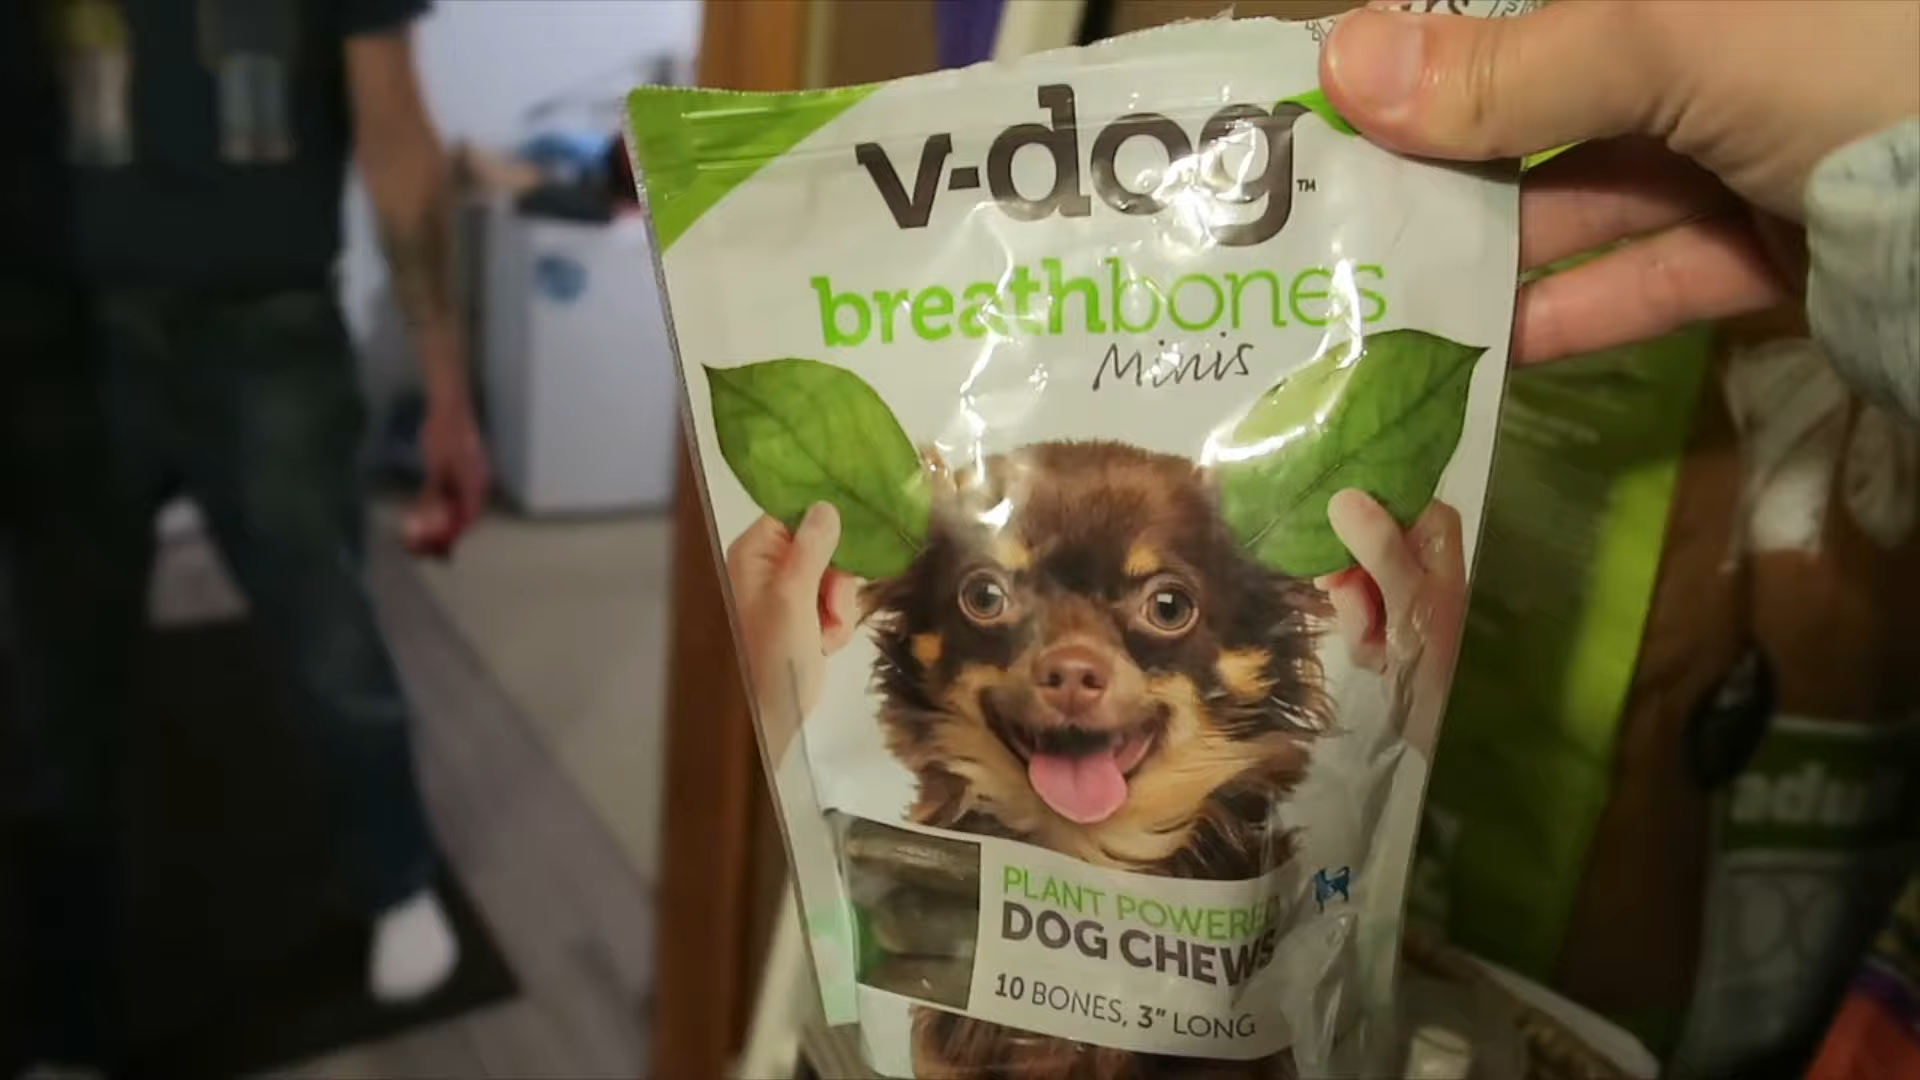 v-dog™
breathbones
Minis
PLANT POWERED
DOG CHEWS
10 BONES, 3" LONG